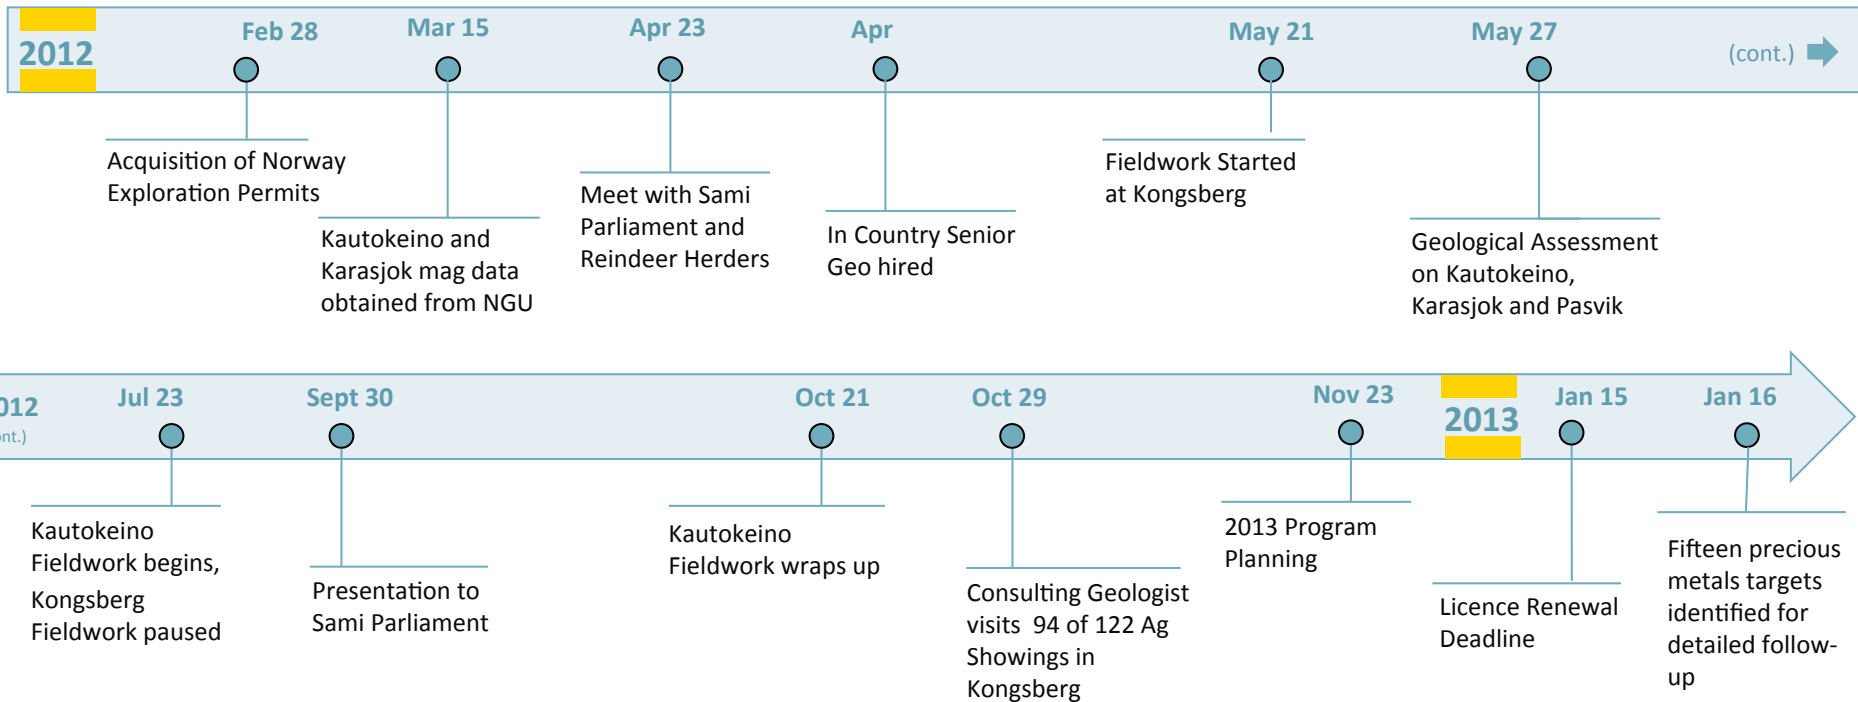 2012
Feb 28
Mar 15
Apr 23
Apr
May 21
May 27
(cont.)
Acquisition of Norway
Exploration Permits
Kautokeino and
Karasjok mag data
obtained from NGU
Meet with Sami
Parliament and
Reindeer Herders
In Country Senior
Geo hired
Fieldwork Started
at Kongsberg
Geological Assessment
on Kautokeino,
Karasjok and Pasvik
012
nt.)
Jul 23
Sept 30
Oct 21
Oct 29
Nov 23
2013
Jan 15
Jan 16
Kautokeino
Fieldwork begins,
Kongsberg
Fieldwork paused
Presentation to
Sami Parliament
Kautokeino
Fieldwork wraps up
Consulting Geologist
visits  94 of 122 Ag
Showings in
Kongsberg
2013 Program
Planning
Licence Renewal
Deadline
Fifteen precious
metals targets
identified for
detailed follow-
up